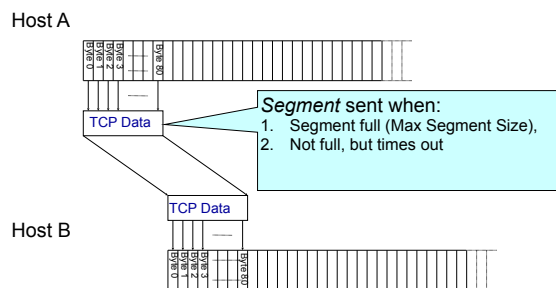 Host A
Byte 0
Byte 1
Byte 2
Byte 3
Byte 80
TCP Data
Segment sent when:
1. Segment full (Max Segment Size),
2. Not full, but times out
TCP Data
Host B
Byte 0
Byte 1
Byte 2
Byte 3
Byte 80